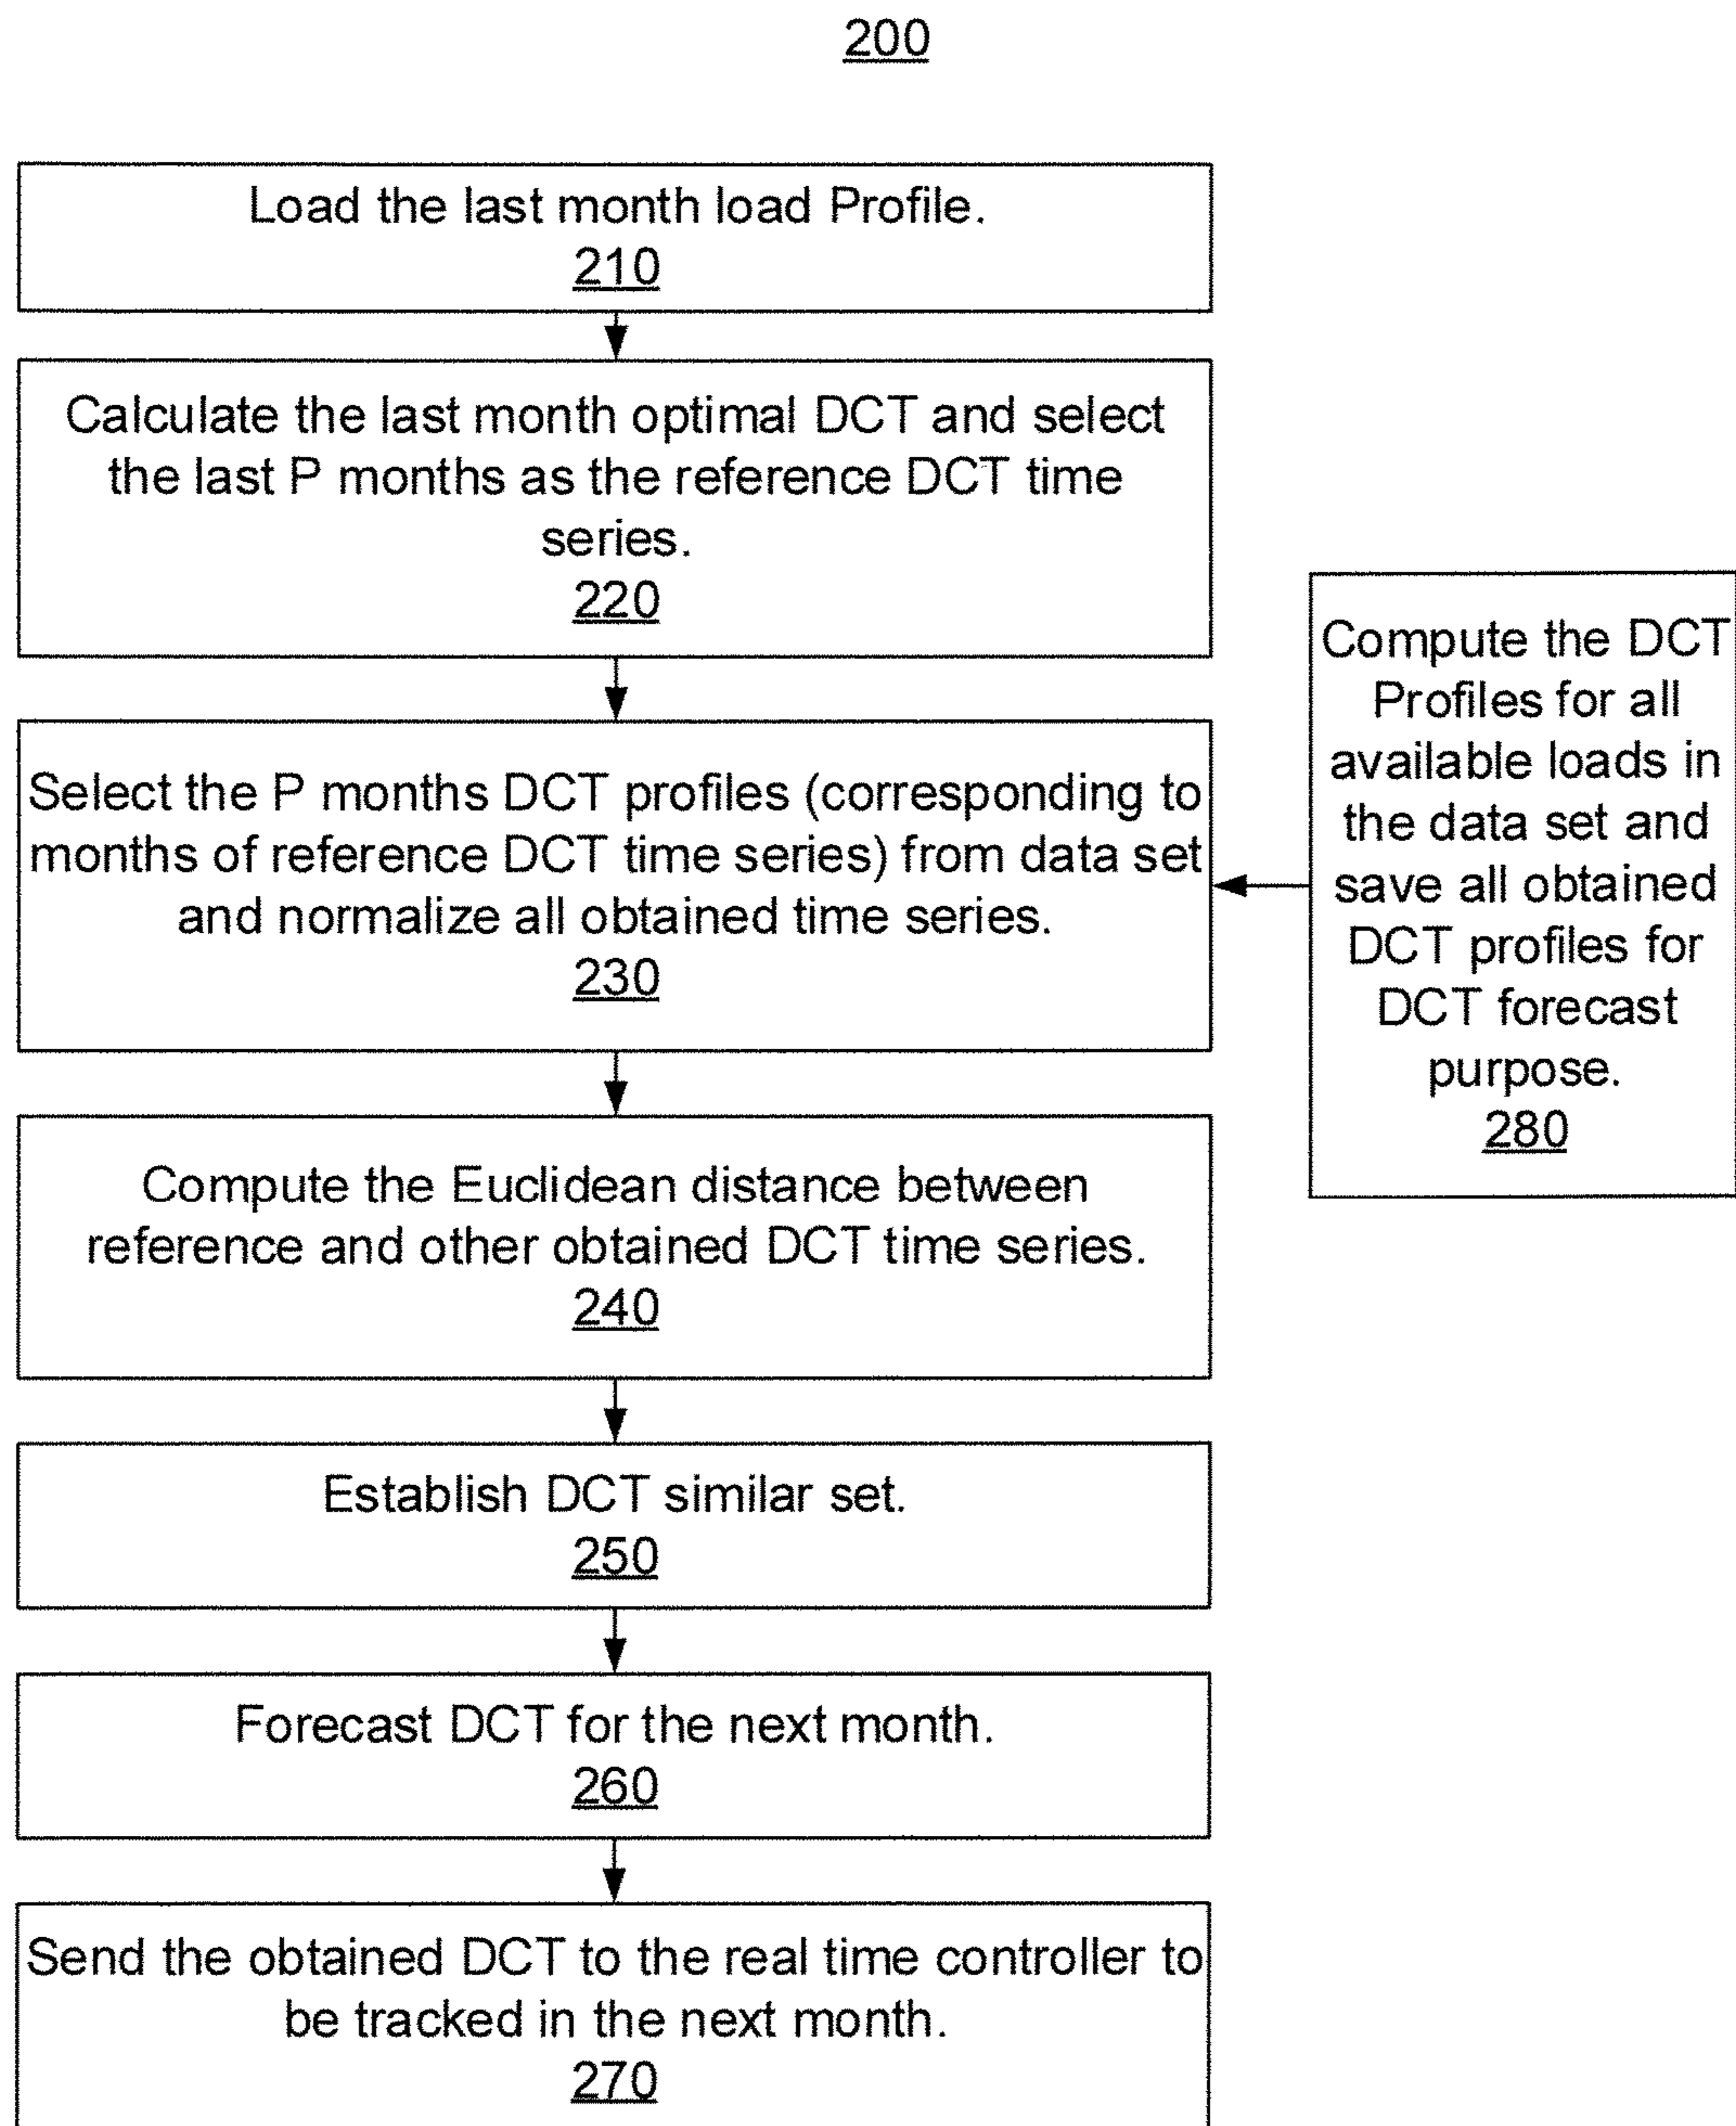 200
Load the last month load Profile.
210
Calculate the last month optimal DCT and select
the last P months as the reference DCT time
series.
220
Select the P months DCT profiles (corresponding to
months of reference DCT time series) from data set
and normalize all obtained time series.
230
Compute the DCT
Profiles for all
available loads in
the data set and
save all obtained
DCT profiles for
DCT forecast
purpose.
280
Compute the Euclidean distance between
reference and other obtained DCT time series.
240
Establish DCT similar set.
250
Forecast DCT for the next month.
260
Send the obtained DCT to the real time controller to
be tracked in the next month.
270